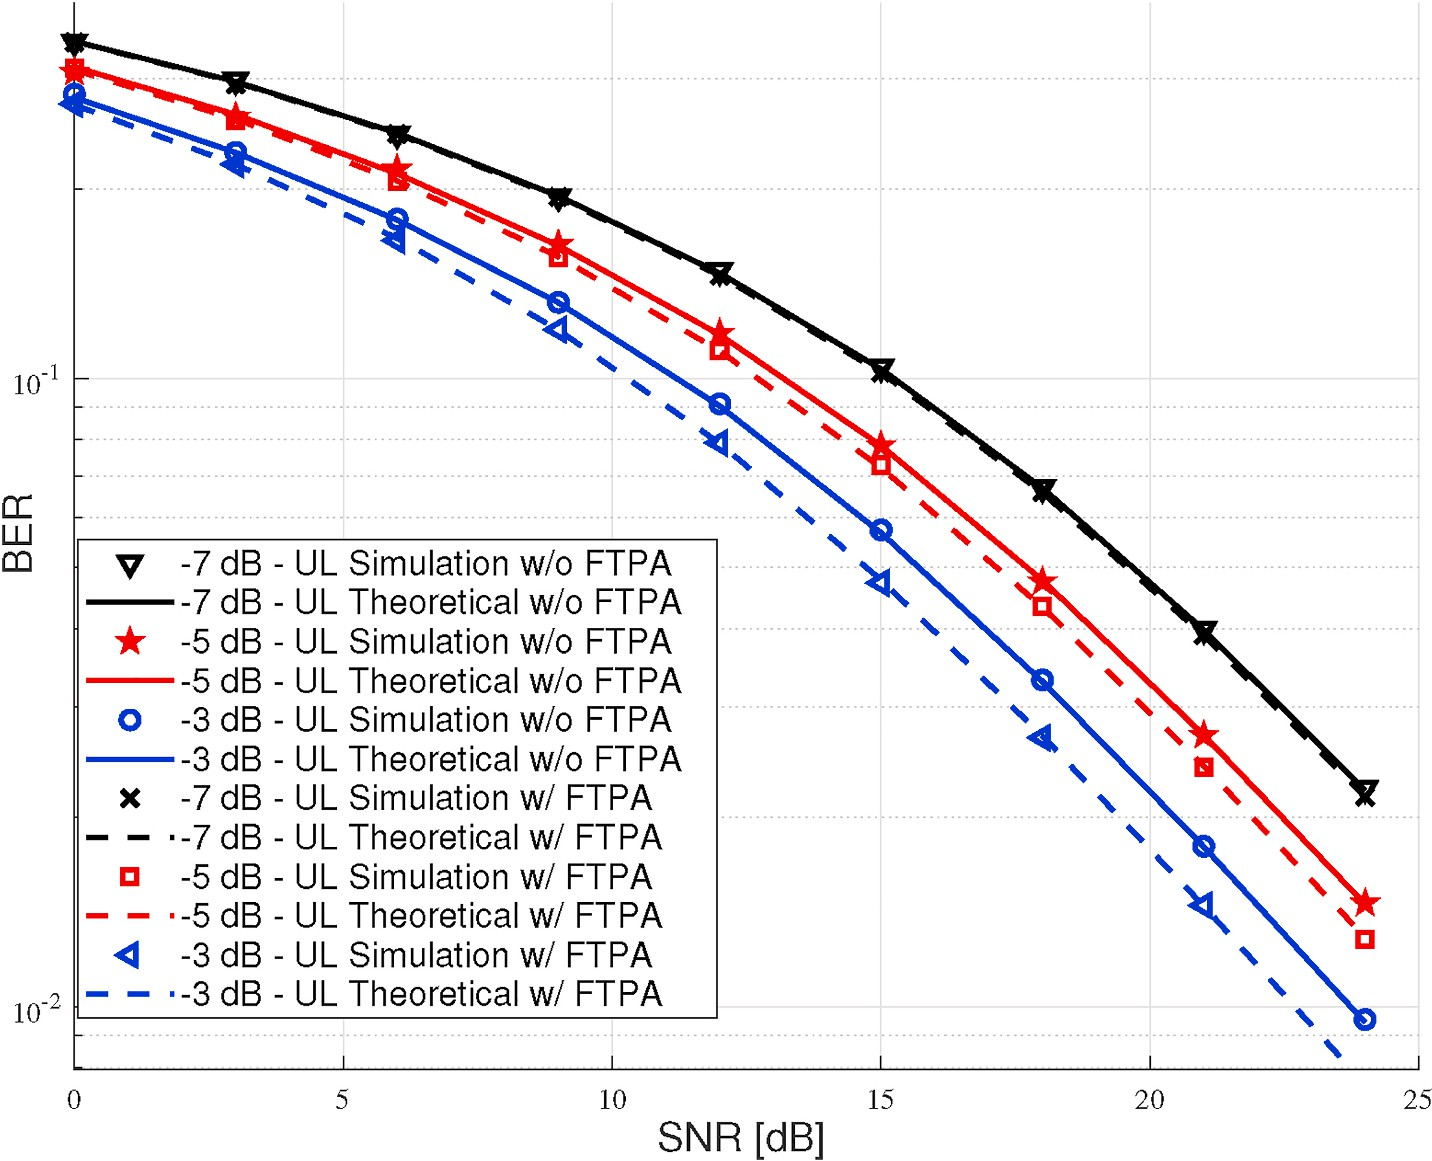 10-1
BER
-7 dB - UL Simulation w/o FTPA
-7 dB - UL Theoretical w/o FTPA
-5 dB - UL Simulation w/o FTPA
-5 dB - UL Theoretical w/o FTPA
-3 dB - UL Simulation w/o FTPA
-3 dB - UL Theoretical w/o FTPA
-7 dB - UL Simulation w/ FTPA
-7 dB - UL Theoretical w/ FTPA
-5 dB - UL Simulation w/ FTPA
-5 dB - UL Theoretical w/ FTPA
-3 dB - UL Simulation w/ FTPA
-3 dB - UL Theoretical w/ FTPA
10-2
0 5 10 15 20 25
SNR [dB]